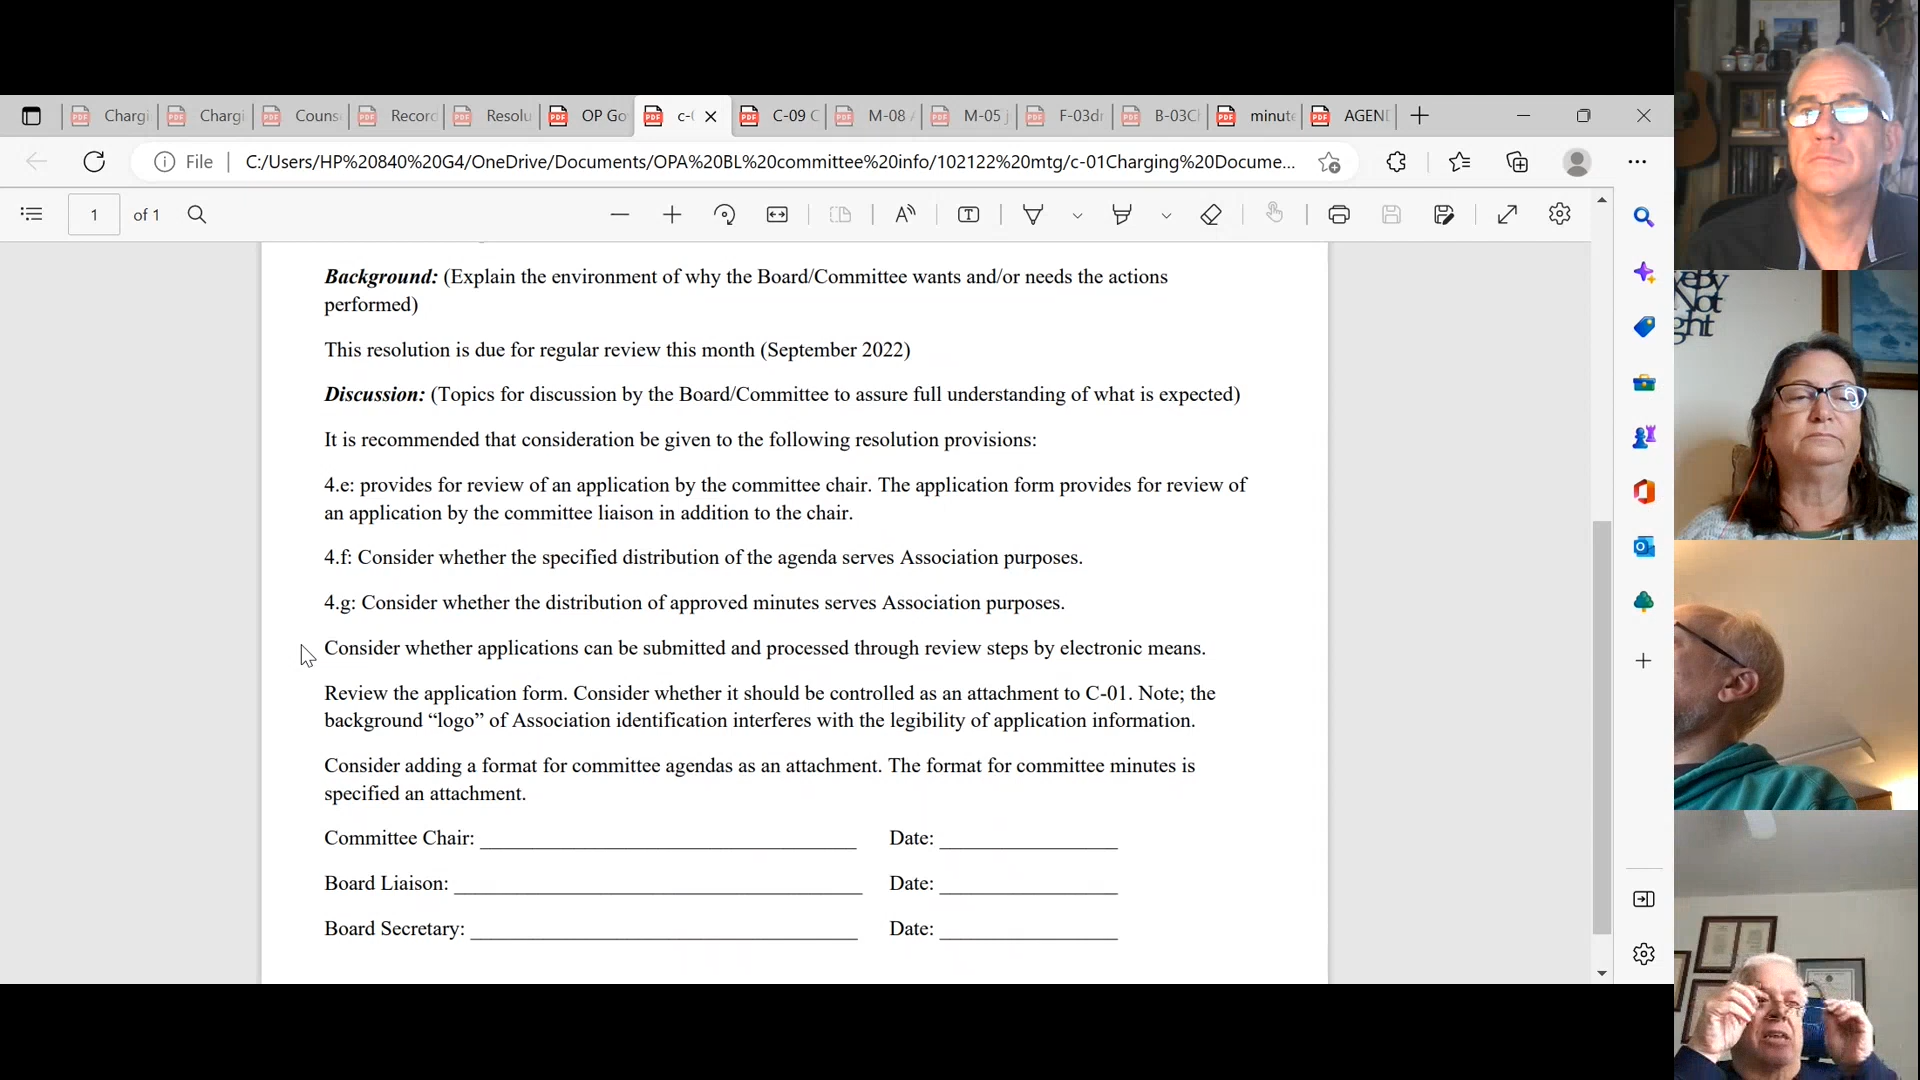 Chargi
Chargi
Couns
Record
Resolu
OP Go
c-
C-09 C
M-08
M-05 j
F-03dr
B-03Cl
minute
AGEN
File
C:/Users/HP%20840%20G4/OneDrive/Documents/OPA%20BL%20committee%20info/102122%20mtg/c-01Charging%20Docume...
1 of 1
Background: (Explain the environment of why the Board/Committee wants and/or needs the actions
performed)
This resolution is due for regular review this month (September 2022)
Discussion: (Topics for discussion by the Board/Committee to assure full understanding of what is expected)
It is recommended that consideration be given to the following resolution provisions:
4.e: provides for review of an application by the committee chair. The application form provides for review of
an application by the committee liaison in addition to the chair.
4.f: Consider whether the specified distribution of the agenda serves Association purposes.
4.g: Consider whether the distribution of approved minutes serves Association purposes.
Consider whether applications can be submitted and processed through review steps by electronic means.
Review the application form. Consider whether it should be controlled as an attachment to C-01. Note; the
background “logo” of Association identification interferes with the legibility of application information.
Consider adding a format for committee agendas as an attachment. The format for committee minutes is
specified an attachment.
Committee Chair: Date:
Board Liaison: Date:
Board Secretary: Date:
By
Not
ght